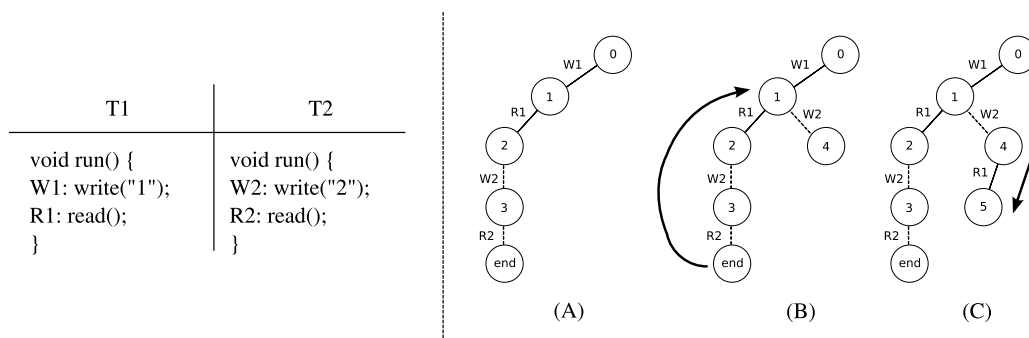 T1 T2
void run() { void run() {
W1: write("1"); W2: write("2");
R1: read(); R2: read();
} }
0
W1
1
R1
2
W2
3
R2
end
(A)
0
W1
1
R1 W2
2 4
W2
3
R2
end
(B)
0
W1
1
R1 W2
2 4
W2 R1
3 5
R2
end
(C)